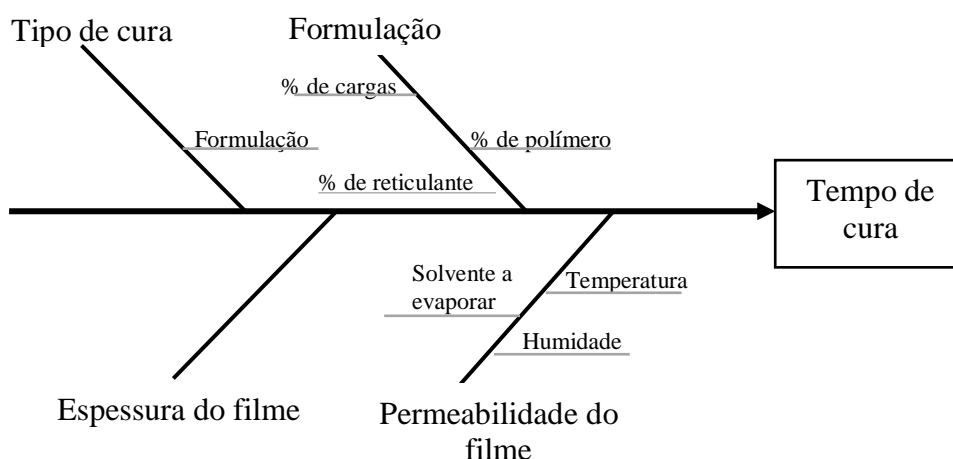 Tipo de cura
Formulação
% de cargas
Formulação
% de polímero
% de reticulante
Tempo de
cura
Solvente a
evaporar
Temperatura
Humidade
Espessura do filme
Permeabilidade do
filme